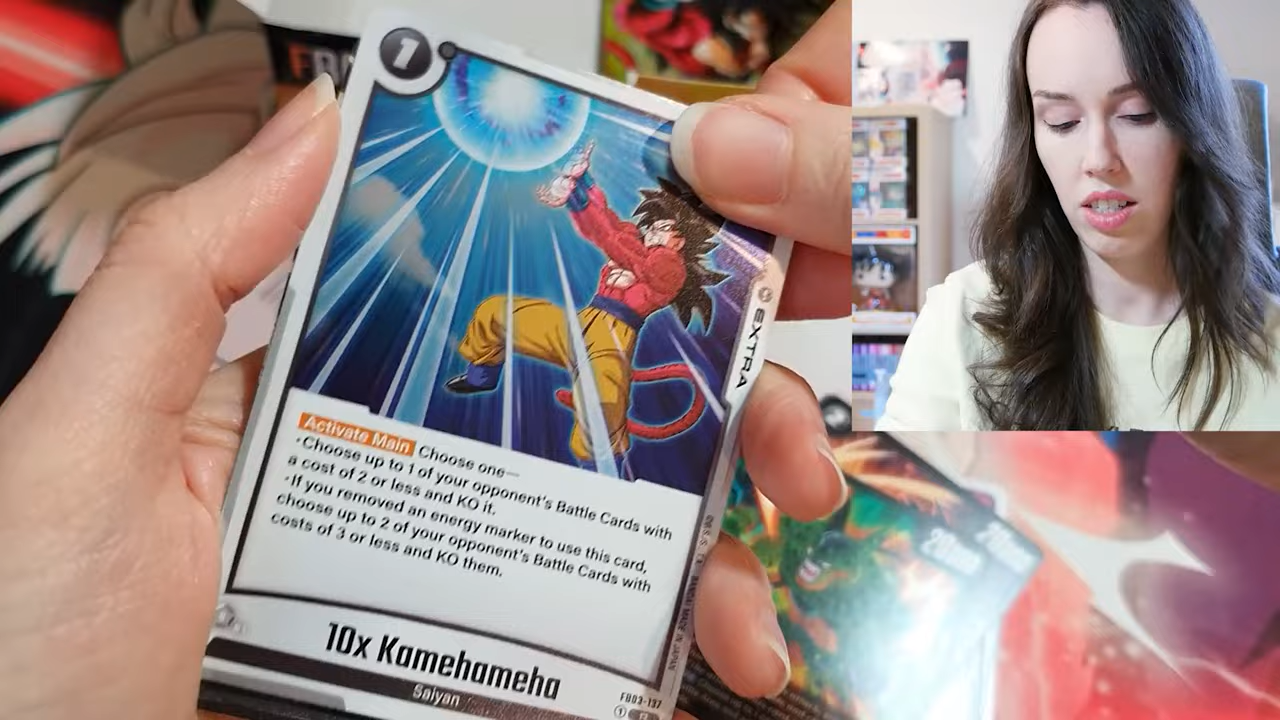 1
EXTRA
Activate Main Choose one—
・Choose up to 1 of your opponent's Battle Cards with
a cost of 2 or less and KO it.
・If you removed an energy marker to use this card,
choose up to 2 of your opponent's Battle Cards with
costs of 3 or less and KO them.
10x Kamehameha
Saiyan
FB03-137